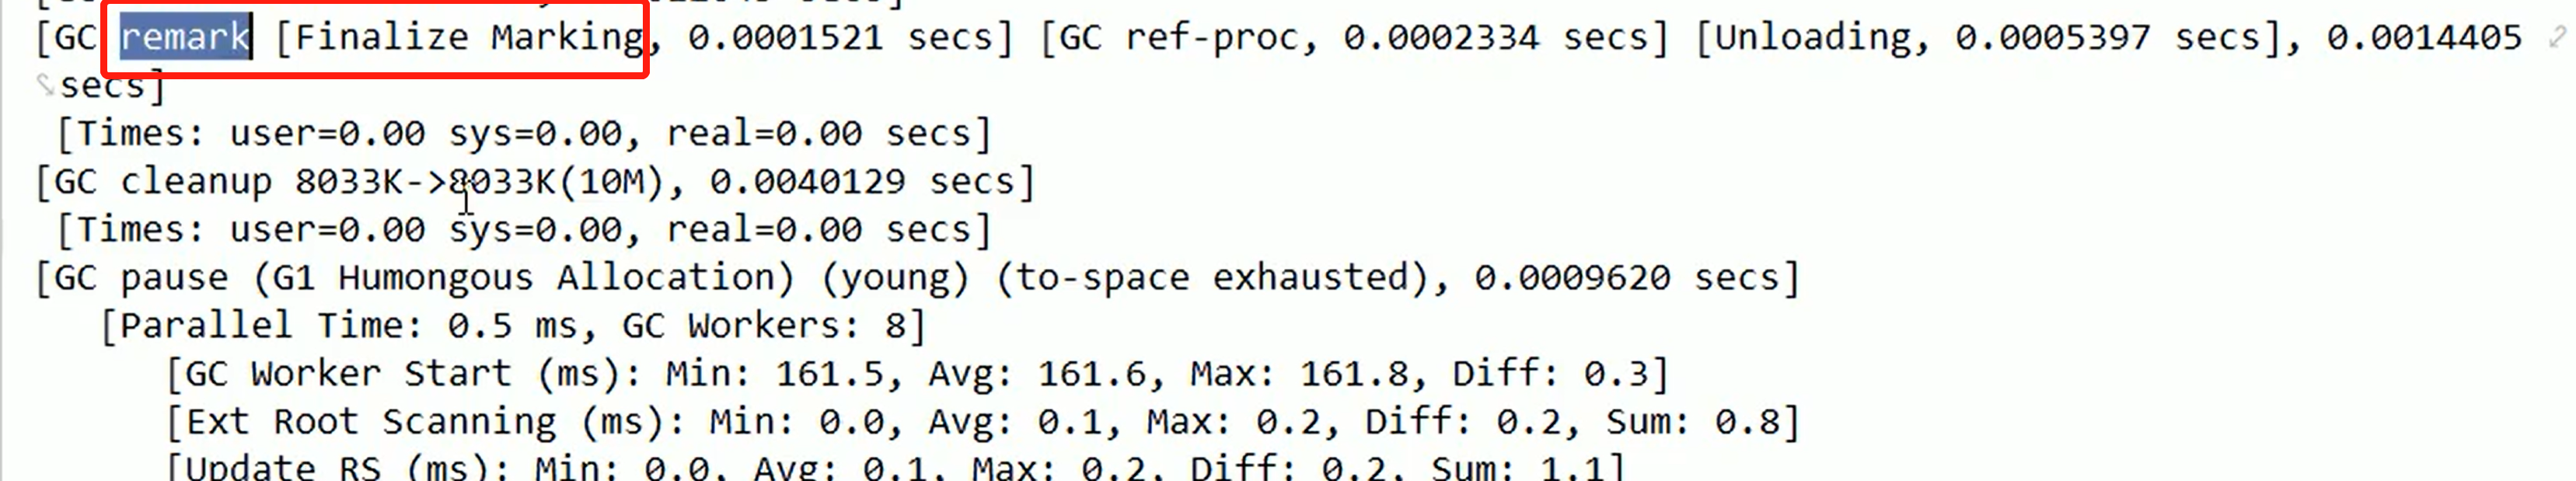 [GC remark [Finalize Marking, 0.0001521 secs] [GC ref-proc, 0.0002334 secs] [Unloading, 0.0005397 secs], 0.0014405
secs]
[Times: user=0.00 sys=0.00, real=0.00 secs]
[GC cleanup 8033K->8033K(10M), 0.0040129 secs]
[Times: user=0.00 sys=0.00, real=0.00 secs]
[GC pause (G1 Humongous Allocation) (young) (to-space exhausted), 0.0009620 secs]
[Parallel Time: 0.5 ms, GC Workers: 8]
[GC Worker Start (ms): Min: 161.5, Avg: 161.6, Max: 161.8, Diff: 0.3]
[Ext Root Scanning (ms): Min: 0.0, Avg: 0.1, Max: 0.2, Diff: 0.2, Sum: 0.8]
[Update RS (ms): Min: 0.0, Avg: 0.1, Max: 0.2, Diff: 0.2, Sum: 1.1]